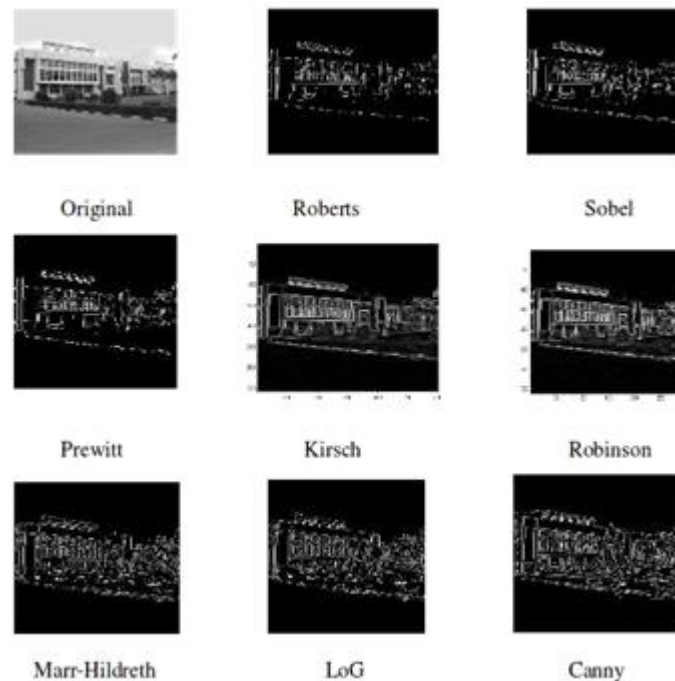 Original
Roberts
Sobel
Prewitt
Kirsch
Robinson
Marr-Hildreth
LoG
Canny